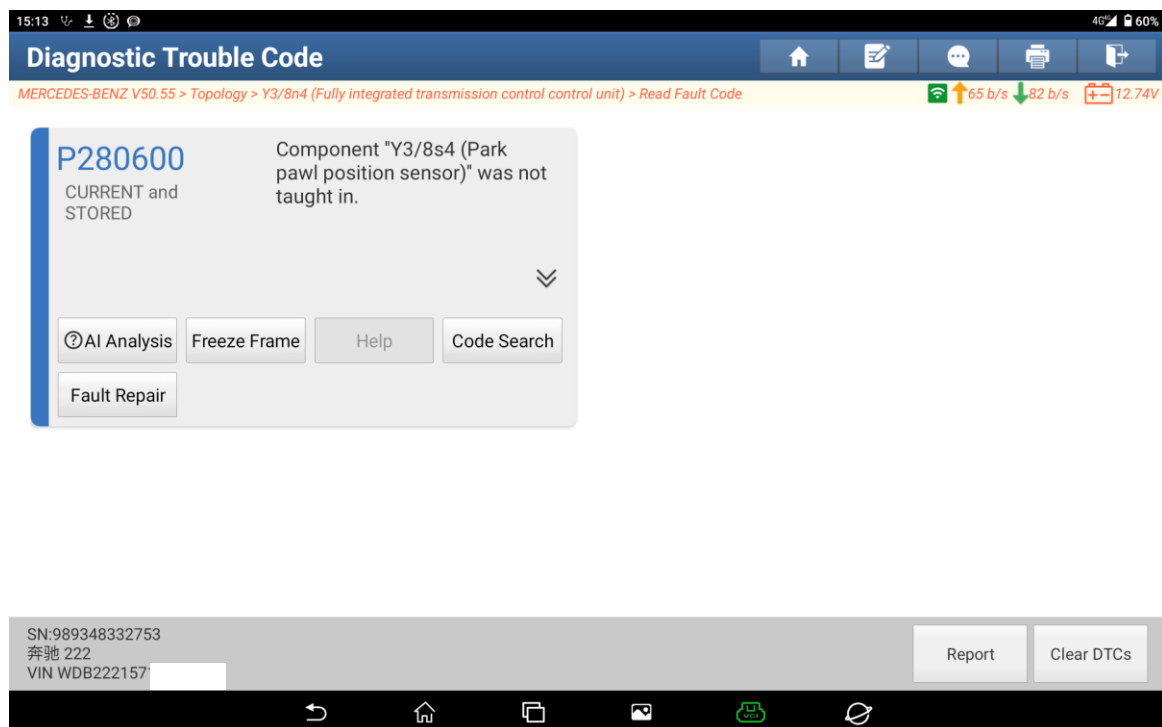 15:13
4G 60%
Diagnostic Trouble Code
MERCEDES-BENZ V50.55 > Topology > Y3/8n4 (Fully integrated transmission control control unit) > Read Fault Code
65 b/s 82 b/s 12.74V
P280600
CURRENT and
STORED
Component "Y3/8s4 (Park
pawl position sensor)" was not
taught in.
AI Analysis
Freeze Frame
Help
Code Search
Fault Repair
SN:989348332753
奔驰 222
VIN WDB2221571
Report
Clear DTCs
VCI